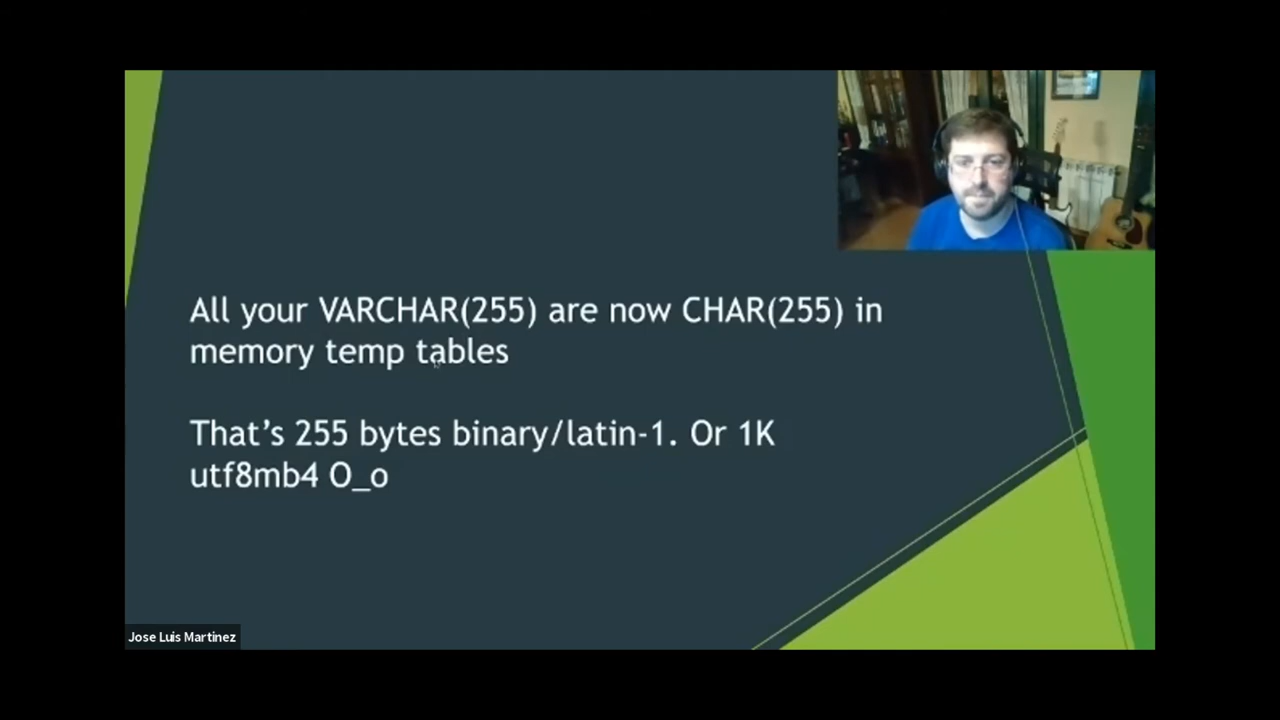 All your VARCHAR(255) are now CHAR(255) in
memory temp tables
That's 255 bytes binary/latin-1. Or 1K
utf8mb4 O_o
Jose Luis Martinez